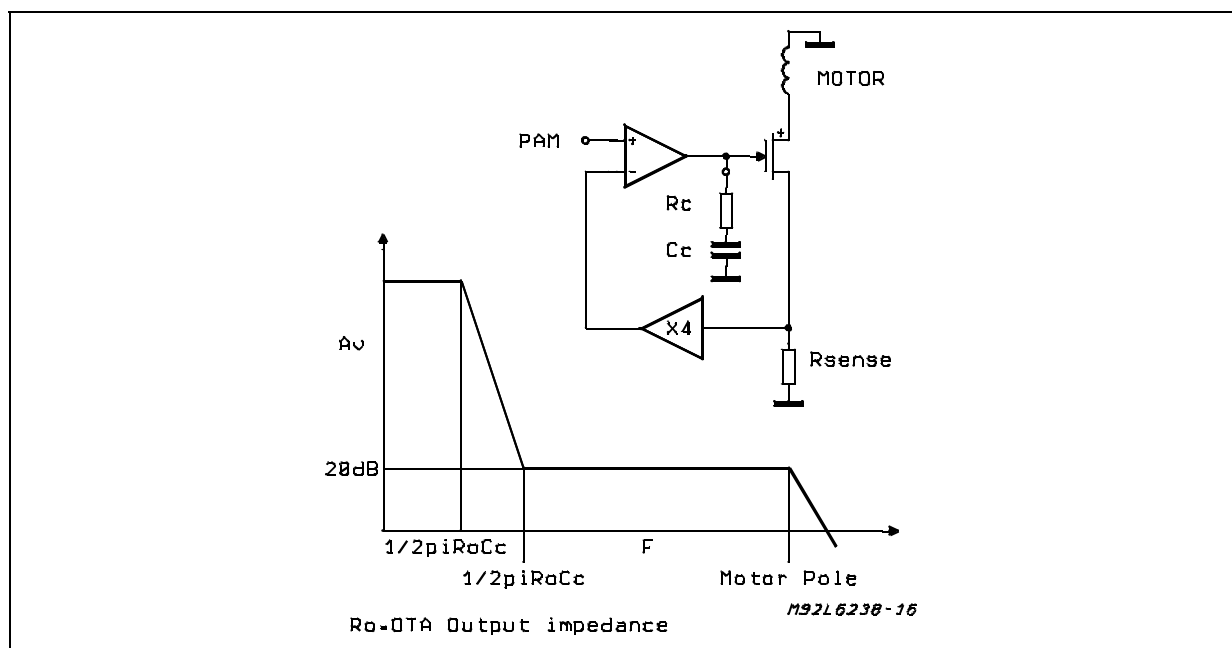 MOTOR
PAM
+
+
-
Rc
Cc
X4
Av
Rsense
20dB
1/2piRoCc
F
1/2piRoCc
Motor Pole
M92L6238-16
Ro=OTA Output impedance